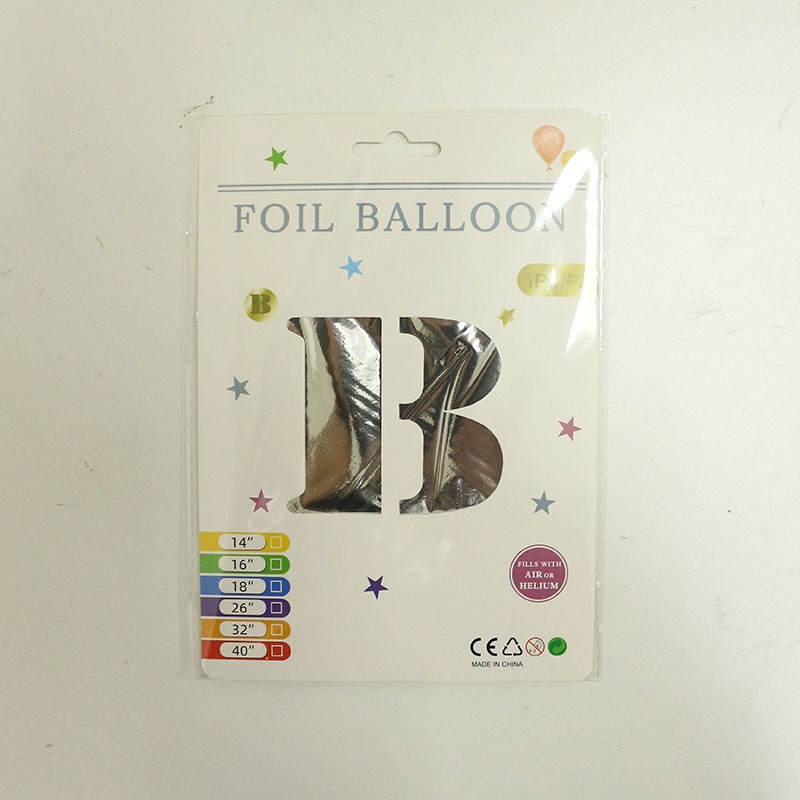 FOIL BALLOON
B
B
14"
16"
18"
26"
32"
40"
FILLS WITH
AIR OR
HELIUM
CE
MADE IN CHINA